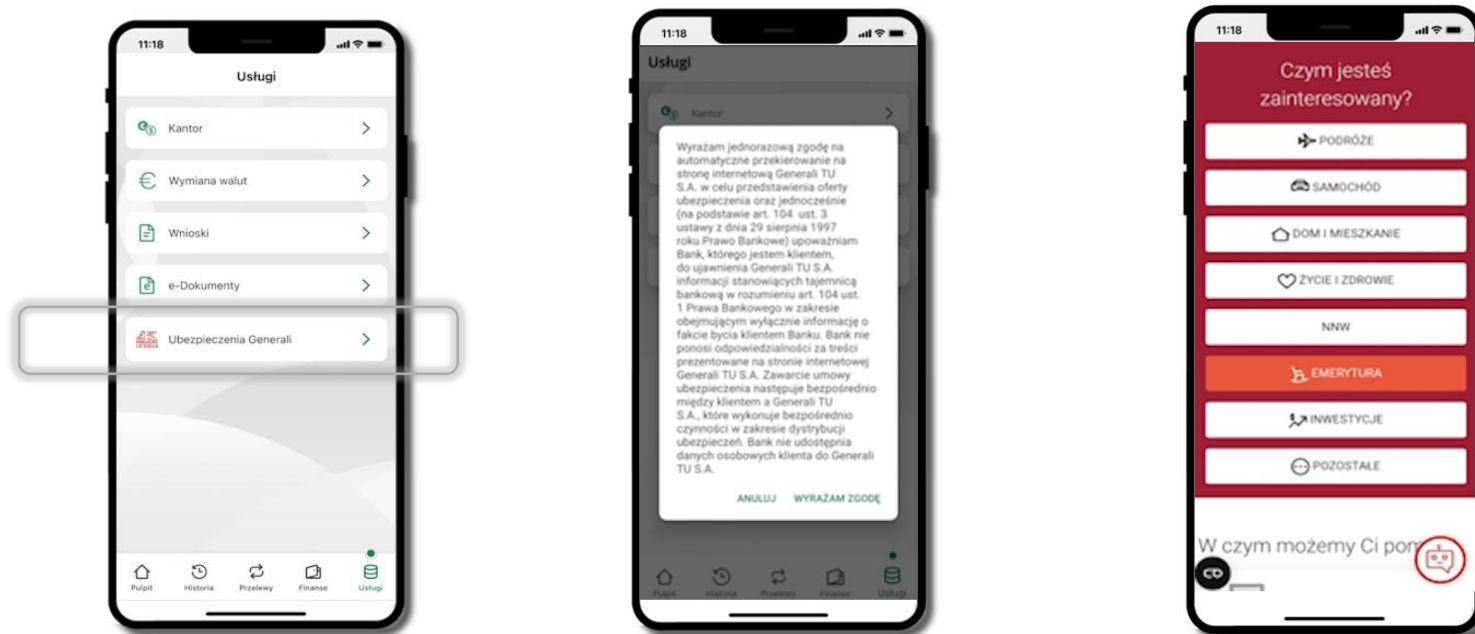 11:18
Usługi
Kantor
Wymiana walut
Wnioski
e-Dokumenty
Ubezpieczenia Generali
Pulpit
Historia
Przelewy
Finanse
Usługi
11:18
Usługi
Kantor
Wyrażam jednorazową zgodę na
automatyczne przekierowanie na
stronę internetową Generali TU
S.A. w celu przedstawienia oferty
ubezpieczenia oraz jednocześnie
(na podstawie art. 104 ust. 3
ustawy z dnia 29 sierpnia 1997
roku Prawo Bankowe) upoważniam
Bank, którego jestem klientem,
do ujawnienia Generali TU S.A.
informacji stanowiących tajemnicą
bankową w rozumieniu art. 104 ust.
1 Prawa Bankowego w zakresie
obejmującym wyłącznie informację o
fakcie bycia klientem Banku. Bank nie
ponosi odpowiedzialności za treści
prezentowane na stronie internetowej
Generali TU S.A. Zawarcie umowy
ubezpieczenia następuje bezpośrednio
między klientem a Generali TU
S.A., które wykonuje bezpośrednio
czynności w zakresie dystrybucji
ubezpieczeń. Bank nie udostępnia
danych osobowych klienta do Generali
TU S.A.
ANULUJ WYRAŻAM ZGODĘ
Pulpit
Historia
Przelewy
Finanse
Usługi
11:18
Czym jesteś
zainteresowany?
PODRÓŻE
SAMOCHÓD
DOM I MIESZKANIE
ŻYCIE I ZDROWIE
NNW
EMERYTURA
INWESTYCJE
POZOSTAŁE
W czym możemy Ci pom